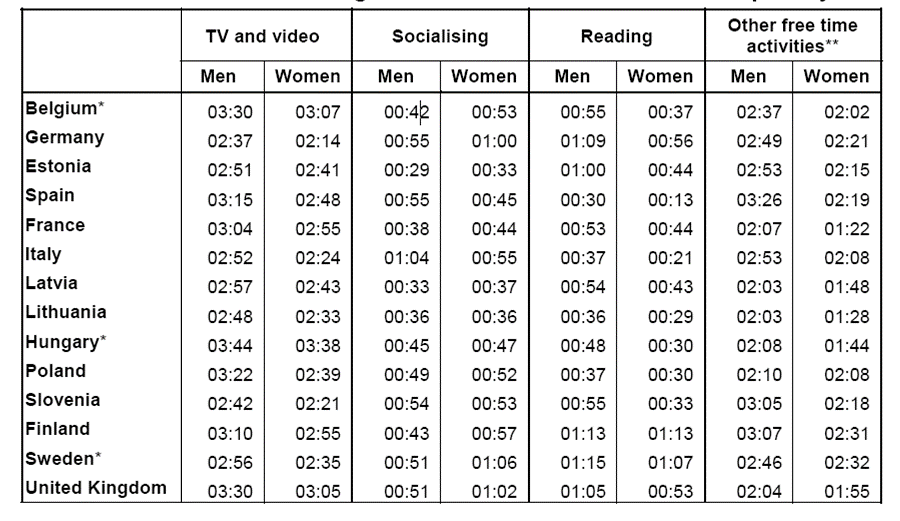 TV and video Socialising Reading Other free time
activities**
Men Women Men Women Men Women Men Women
Belgium* 03:30 03:07 00:42 00:53 00:55 00:37 02:37 02:02
Germany 02:37 02:14 00:55 01:00 01:09 00:56 02:49 02:21
Estonia 02:51 02:41 00:29 00:33 01:00 00:44 02:53 02:15
Spain 03:15 02:48 00:55 00:45 00:30 00:13 03:26 02:19
France 03:04 02:55 00:38 00:44 00:53 00:44 02:07 01:22
Italy 02:52 02:24 01:04 00:55 00:37 00:21 02:53 02:08
Latvia 02:57 02:43 00:33 00:37 00:54 00:43 02:03 01:48
Lithuania 02:48 02:33 00:36 00:36 00:36 00:29 02:03 01:28
Hungary* 03:44 03:38 00:45 00:47 00:48 00:30 02:08 01:44
Poland 03:22 02:39 00:49 00:52 00:37 00:30 02:10 02:08
Slovenia 02:42 02:21 00:54 00:53 00:55 00:33 03:05 02:18
Finland 03:10 02:55 00:43 00:57 01:13 01:13 03:07 02:31
Sweden* 02:56 02:35 00:51 01:06 01:15 01:07 02:46 02:32
United Kingdom 03:30 03:05 00:51 01:02 01:05 00:53 02:04 01:55